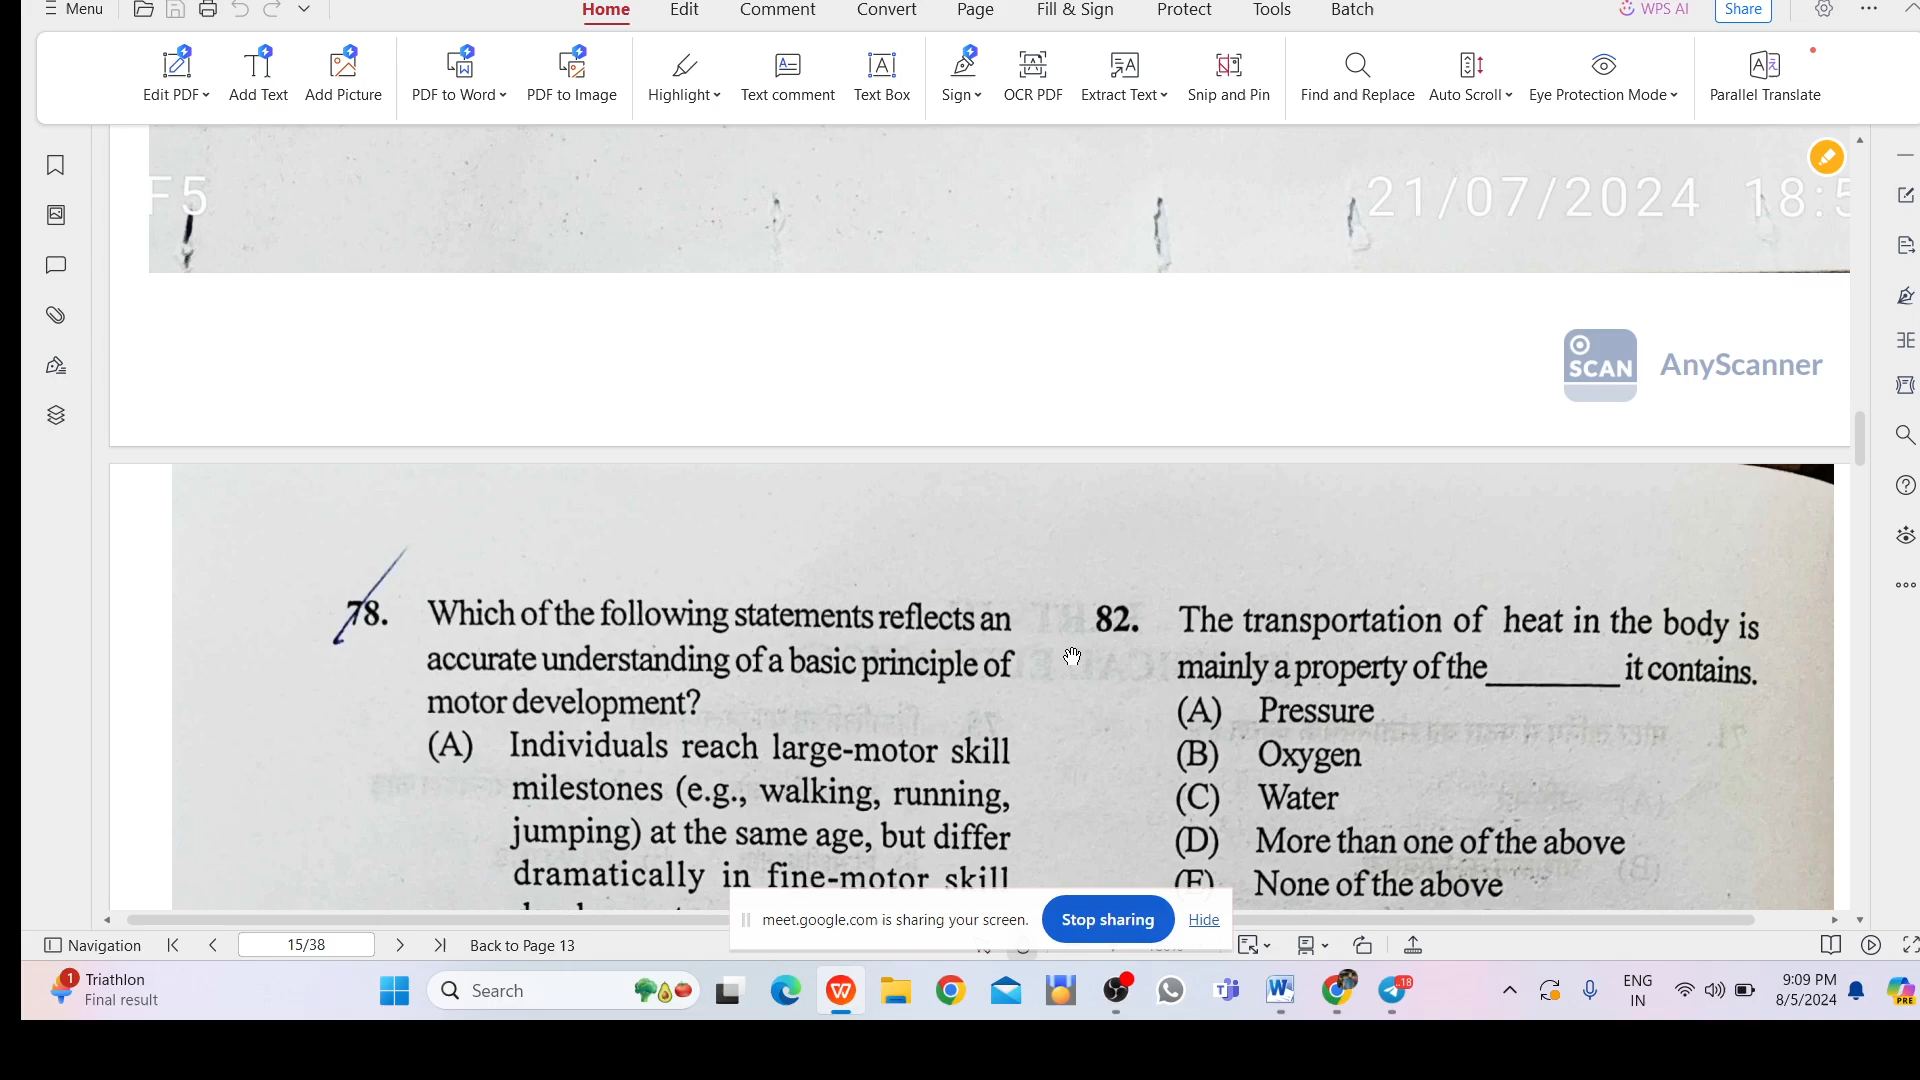 Menu
Home
Edit
Comment
Convert
Page
Fill & Sign
Protect
Tools
Batch
WPS AI
Share
Edit PDF
Add Text
Add Picture
PDF to Word
PDF to Image
Highlight
Text comment
Text Box
Sign
OCR PDF
Extract Text
Snip and Pin
Find and Replace
Auto Scroll
Eye Protection Mode
Parallel Translate
F5
21/07/2024 18:5
SCAN
AnyScanner
78. Which of the following statements reflects an
accurate understanding of a basic principle of
motor development?
(A) Individuals reach large-motor skill
milestones (e.g., walking, running,
jumping) at the same age, but differ
dramatically in fine-motor skill
82. The transportation of heat in the body is
mainly a property of the________ it contains.
(A) Pressure
(B) Oxygen
(C) Water
(D) More than one of the above
(E) None of the above
meet.google.com is sharing your screen.
Stop sharing
Hide
Navigation
15/38
Back to Page 13
1
Triathlon
Final result
Search
18
ENG
IN
9:09 PM
8/5/2024
PRE